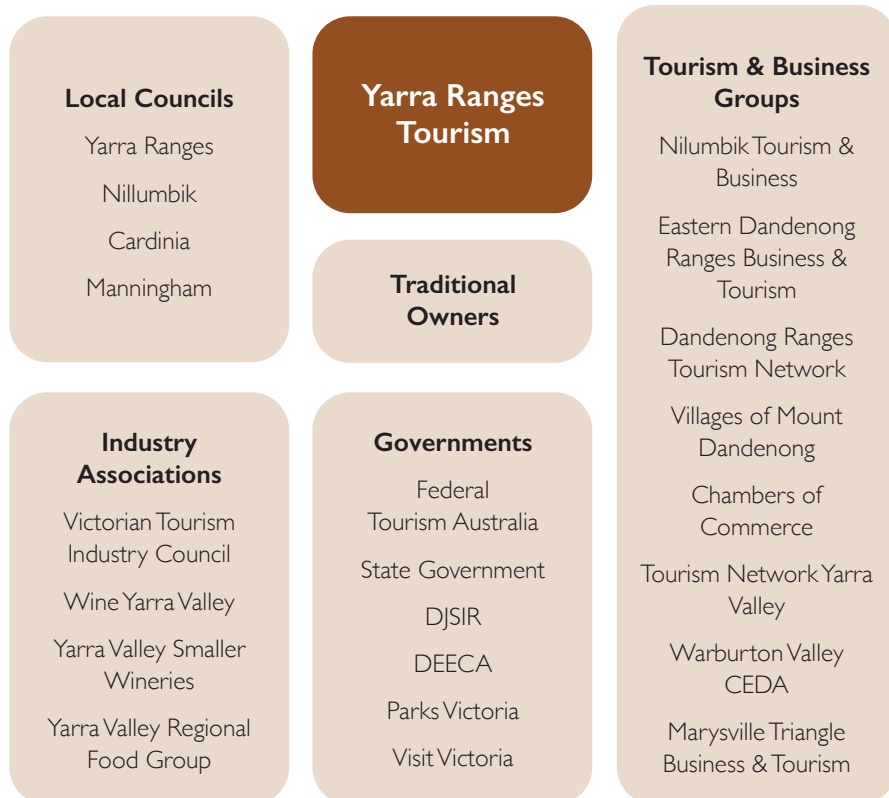 Local Councils
Yarra Ranges
Nillumbik
Cardinia
Manningham
Yarra Ranges
Tourism
Traditional
Owners
Tourism & Business
Groups
Nilumbik Tourism &
Business
Eastern Dandenong
Ranges Business &
Tourism
Dandenong Ranges
Tourism Network
Villages of Mount
Dandenong
Chambers of
Commerce
Tourism Network Yarra
Valley
Warburton Valley
CEDA
Marysville Triangle
Business & Tourism
Industry
Associations
Victorian Tourism
Industry Council
Wine Yarra Valley
Yarra Valley Smaller
Wineries
Yarra Valley Regional
Food Group
Governments
Federal
Tourism Australia
State Government
DJSIR
DEECA
Parks Victoria
Visit Victoria